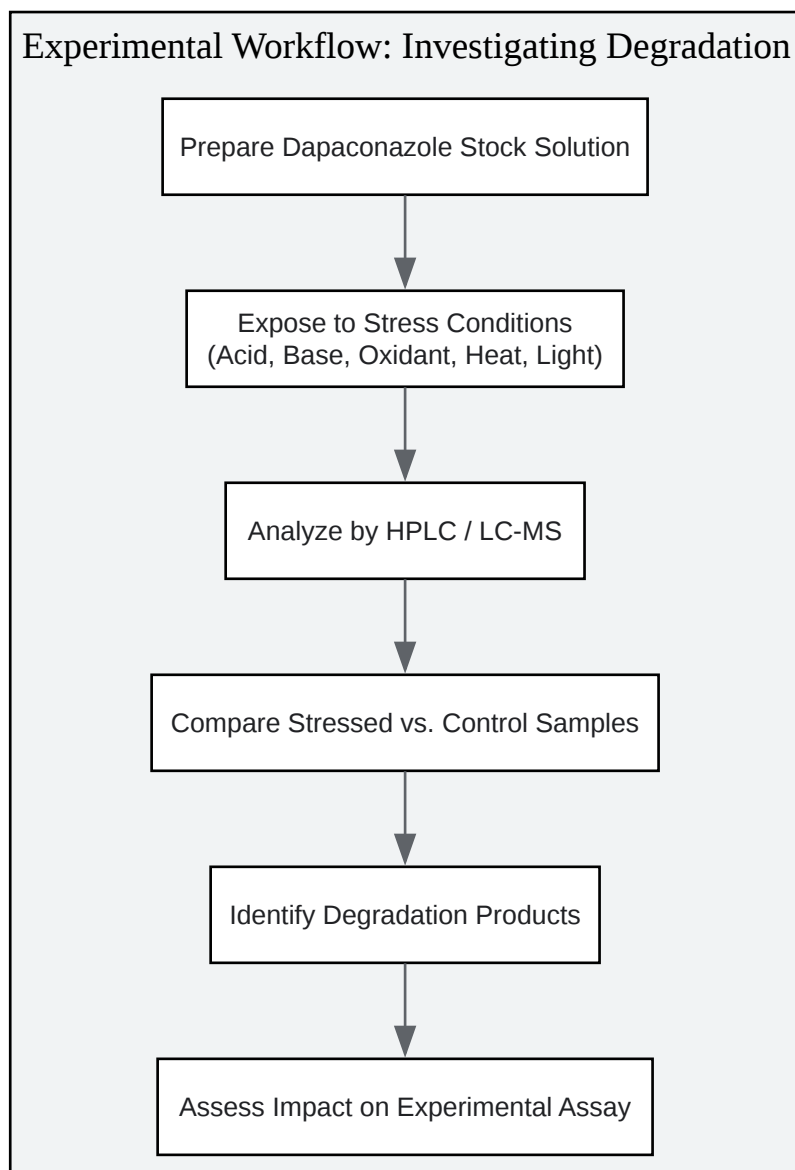 Experimental Workflow: Investigating Degradation
Prepare Dapaconazole Stock Solution
Expose to Stress Conditions
(Acid, Base, Oxidant, Heat, Light)
Analyze by HPLC / LC-MS
Compare Stressed vs. Control Samples
Identify Degradation Products
Assess Impact on Experimental Assay